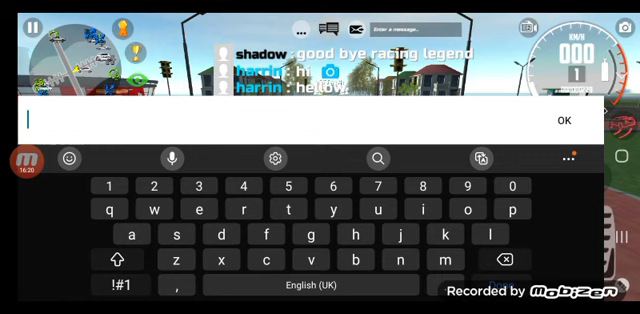 ...
Enter a message...
shadow : good bye racing legend
harrin : hi
harrin : hellow
KM/H
000
1
OK
16:20
1 2 3 4 5 6 7 8 9 0
q w e r t y u i o p
a s d f g h j k l
z x c v b n m
!#1 , English (UK) Done
Recorded by Mobizen